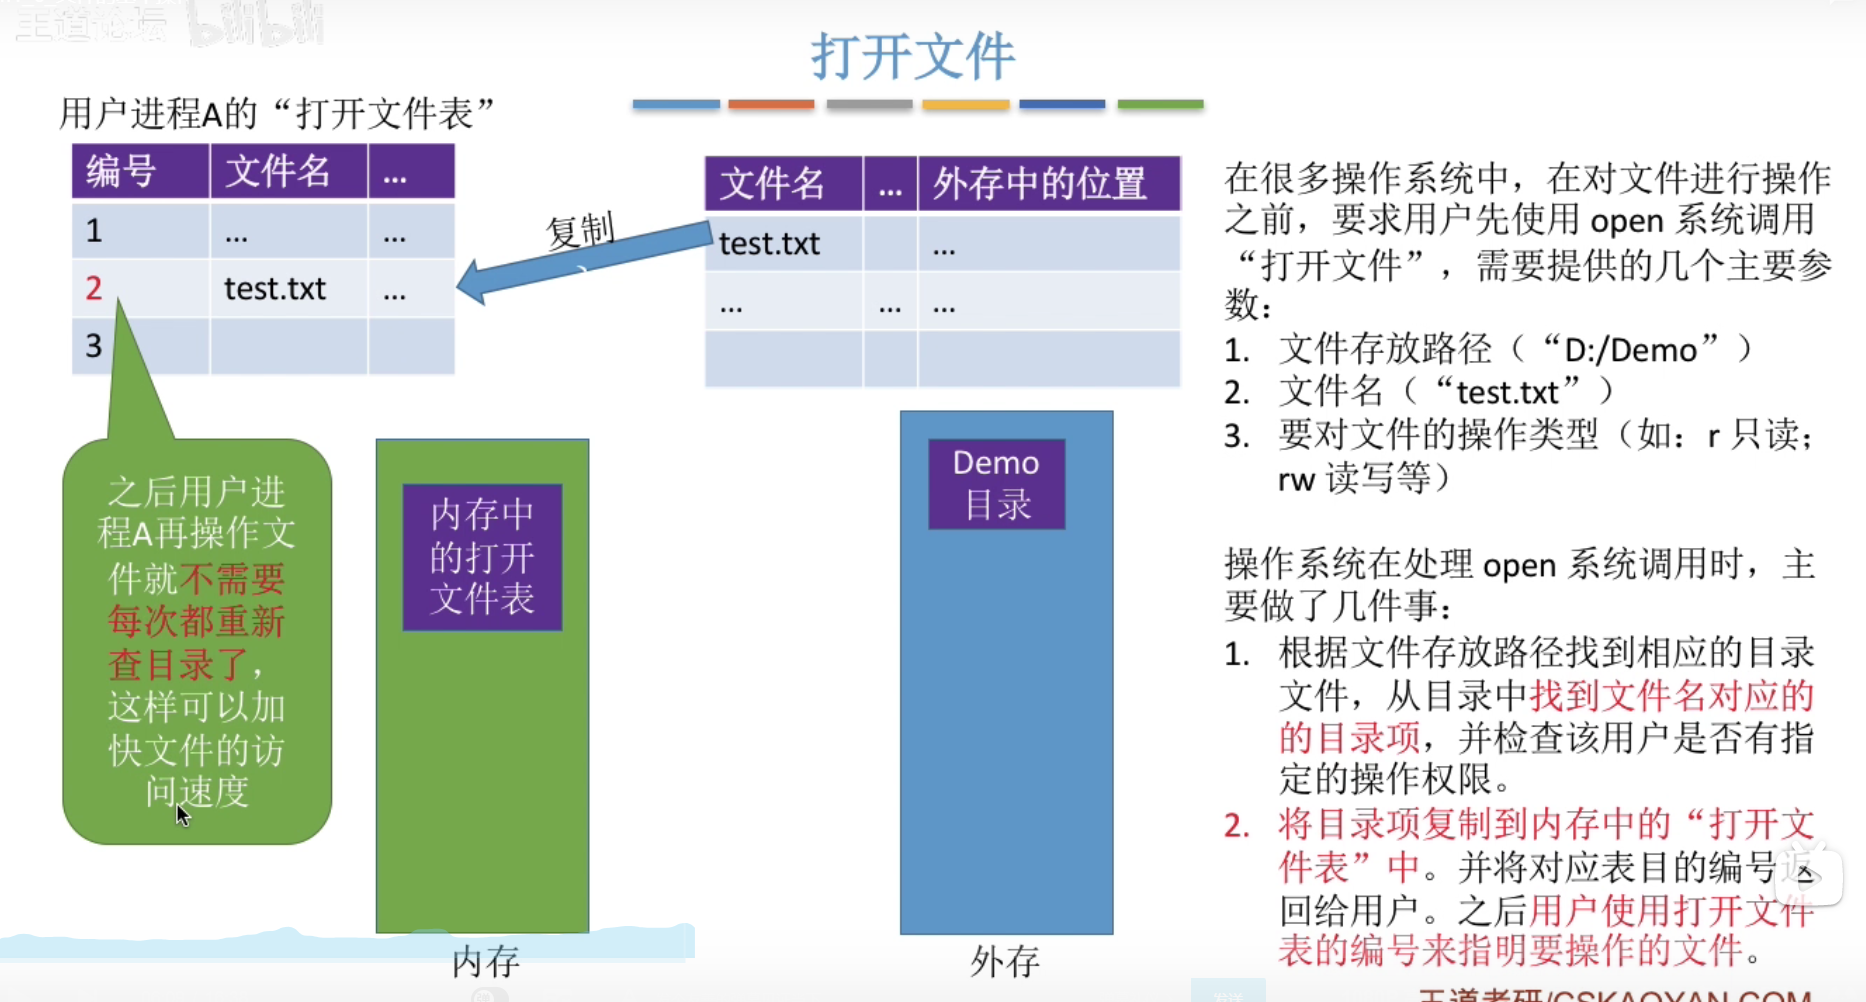 王道论坛 bilibili
打开文件
用户进程A的“打开文件表”
编号 文件名 ...
1 ... ...
2 test.txt ...
3
复制
文件名 ... 外存中的位置
test.txt ...
... ... ...
之后用户进
程A再操作文
件就不需要
每次都重新
查目录了，
这样可以加
快文件的访
问速度
内存中
的打开
文件表
内存
Demo
目录
外存
在很多操作系统中，在对文件进行操作
之前，要求用户先使用 open 系统调用
“打开文件”，需要提供的几个主要参
数：
1. 文件存放路径（“D:/Demo”）
2. 文件名（“test.txt”）
3. 要对文件的操作类型（如：r 只读；
rw 读写等）
操作系统在处理 open 系统调用时，主
要做了几件事：
1. 根据文件存放路径找到相应的目录
文件，从目录中找到文件名对应的
的目录项，并检查该用户是否有指
定的操作权限。
2. 将目录项复制到内存中的“打开文
件表”中。并将对应表目的编号返
回给用户。之后用户使用打开文件
表的编号来指明要操作的文件。
发送
王道考研/CSKAOYAN.COM